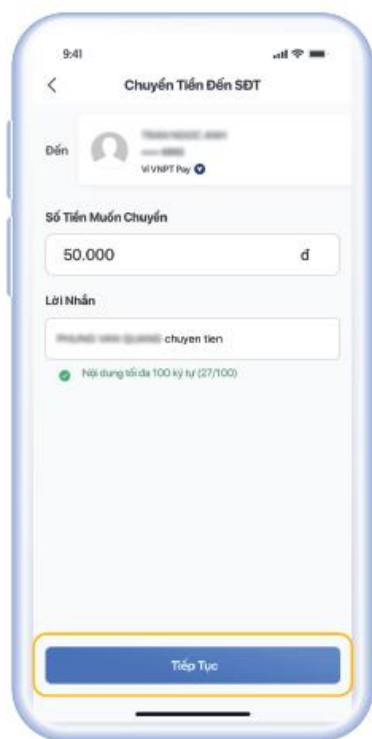 9:41
Chuyển Tiền Đến SĐT
Đến
Ví VNPT Pay
Số Tiền Muốn Chuyển
50.000 đ
Lời Nhắn
chuyen tien
Nội dung tối đa 100 ký tự (27/100)
Tiếp Tục